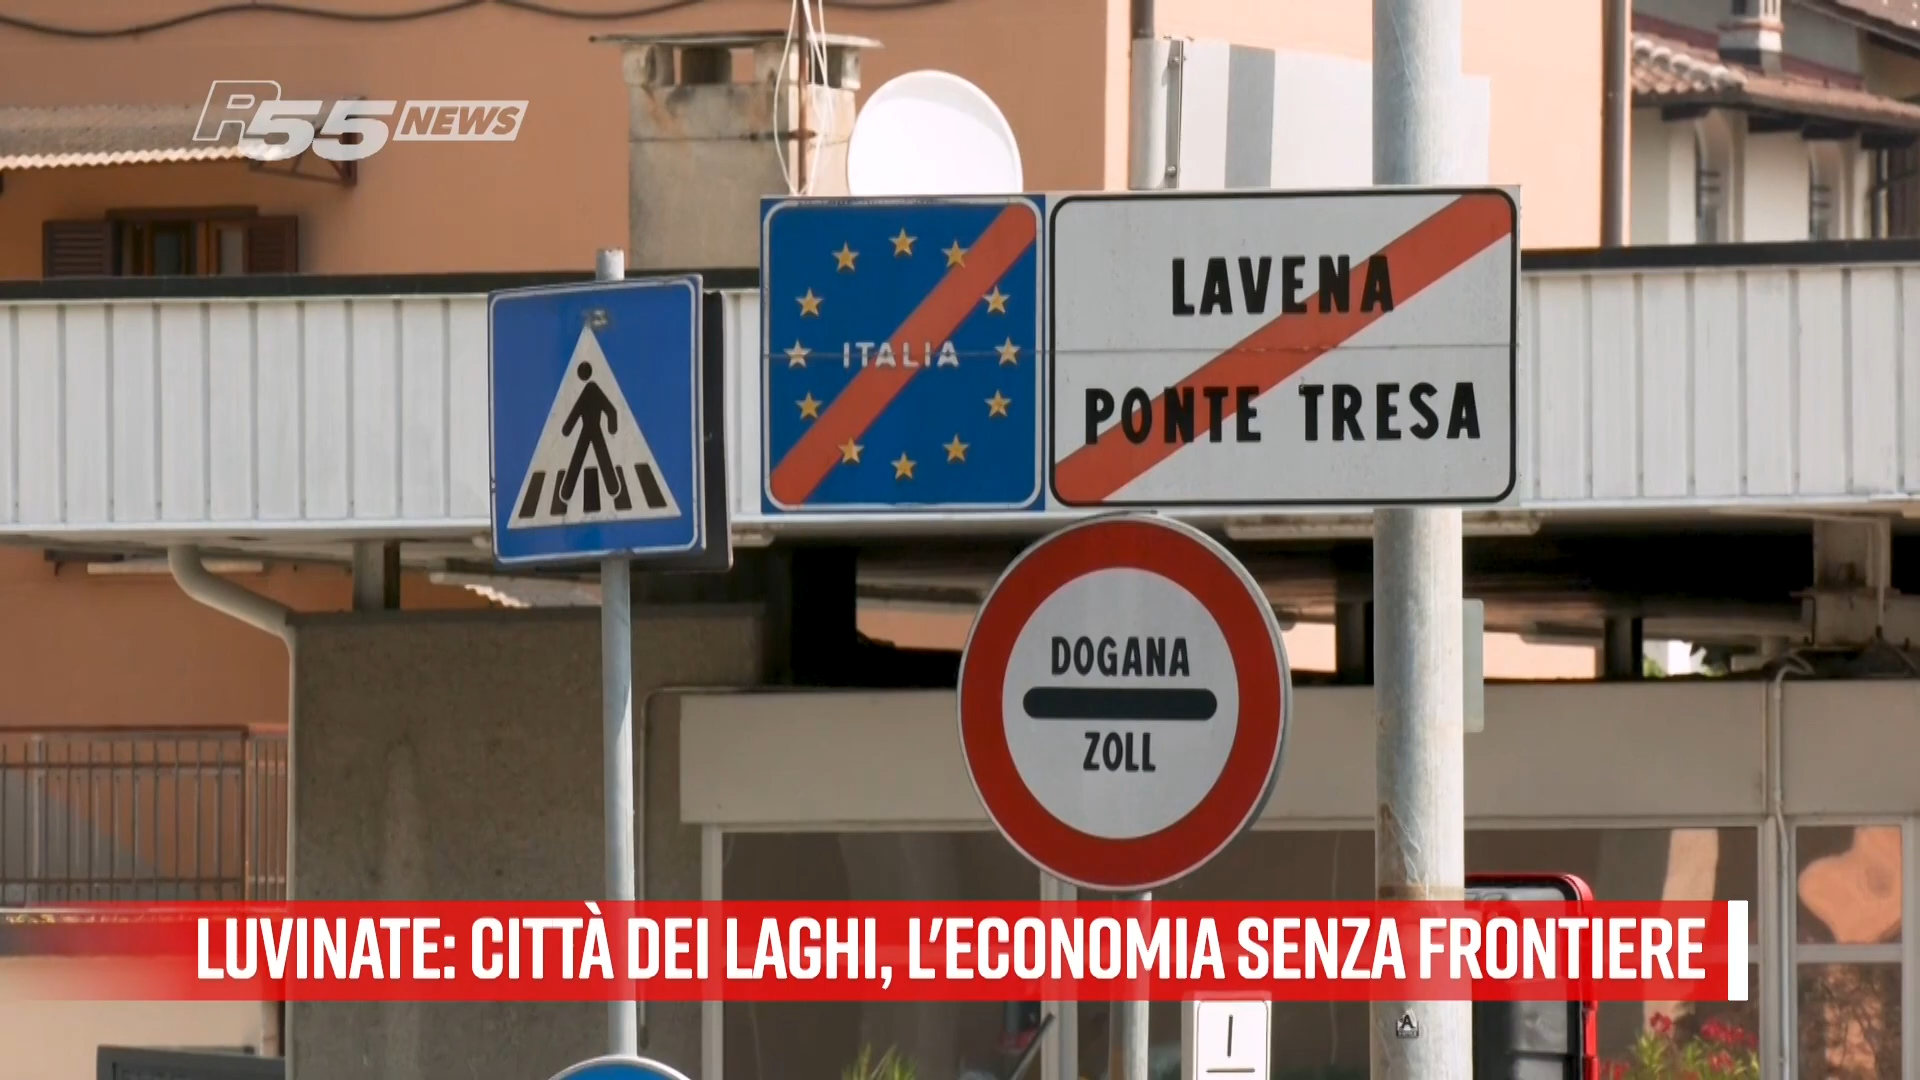 R55 NEWS
ITALIA
LAVENA
PONTE TRESA
DOGANA
ZOLL
LUVINATE: CITTÀ DEI LAGHI, L'ECONOMIA SENZA FRONTIERE